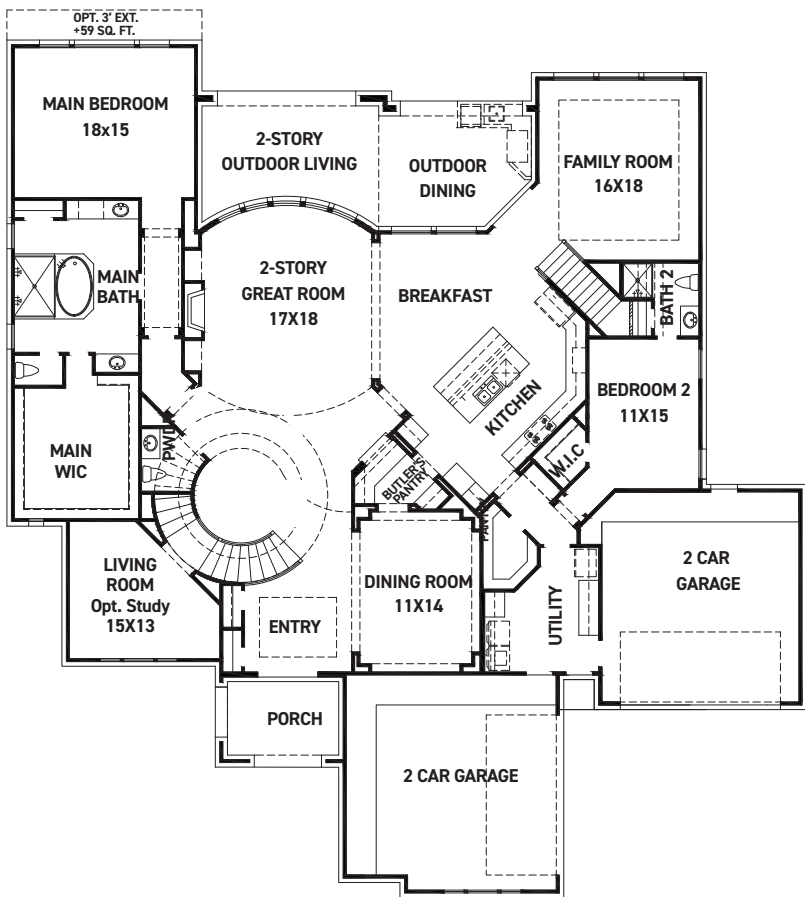 OPT. 3' EXT.
+59 SQ. FT.
MAIN BEDROOM
18x15
2-STORY
OUTDOOR LIVING
OUTDOOR
DINING
FAMILY ROOM
16X18
MAIN
BATH
2-STORY
GREAT ROOM
17X18
BREAKFAST
BATH 2
KITCHEN
BEDROOM 2
11X15
MAIN
WIC
PWD
W.I.C
BUTLER'S
PANTRY
PANT
LIVING
ROOM
Opt. Study
15X13
ENTRY
DINING ROOM
11X14
UTILITY
2 CAR
GARAGE
PORCH
2 CAR GARAGE